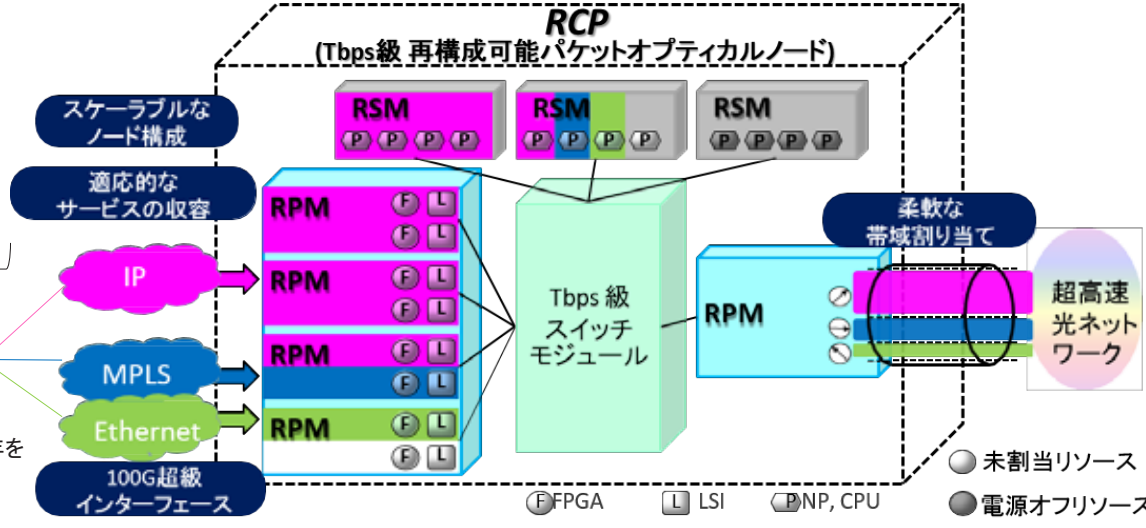 RCP
(Tbps級 再構成可能パケットオプティカルノード)
スケーラブルな
ノード構成
RSM
P P P P
RSM
P P P P
RSM
P P P P
適応的な
サービスの収容
RPM
F L
F L
RPM
F L
F L
RPM
F L
F L
RPM
F L
F L
IP
MPLS
Ethernet
100G超級
インターフェース
Tbps 級
スイッチ
モジュール
RPM
柔軟な
帯域割り当て
超高速
光ネット
ワーク
を
F FPGA
L LSI
P NP, CPU
未割当リソース
電源オフリソース